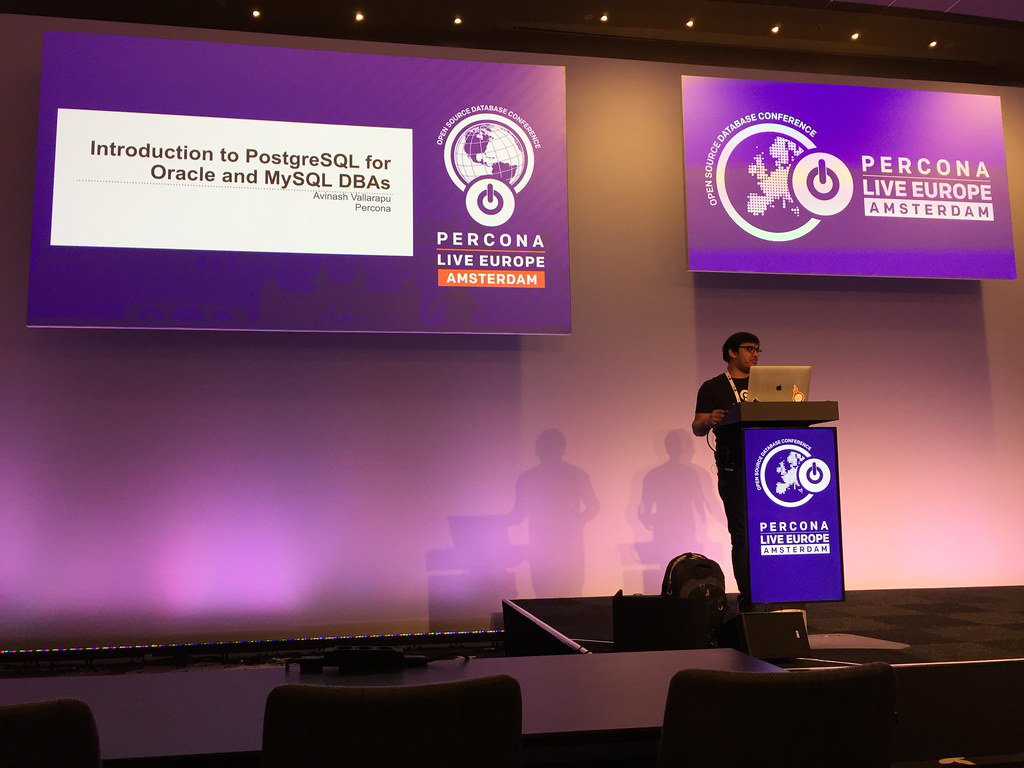 Introduction to PostgreSQL for
Oracle and MySQL DBAs
Avinash Vallarapu
Percona
OPEN SOURCE DATABASE CONFERENCE
PERCONA
LIVE EUROPE
AMSTERDAM
OPEN SOURCE DATABASE CONFERENCE
PERCONA
LIVE EUROPE
AMSTERDAM
OPEN SOURCE DATABASE CONFERENCE
PERCONA
LIVE EUROPE
AMSTERDAM